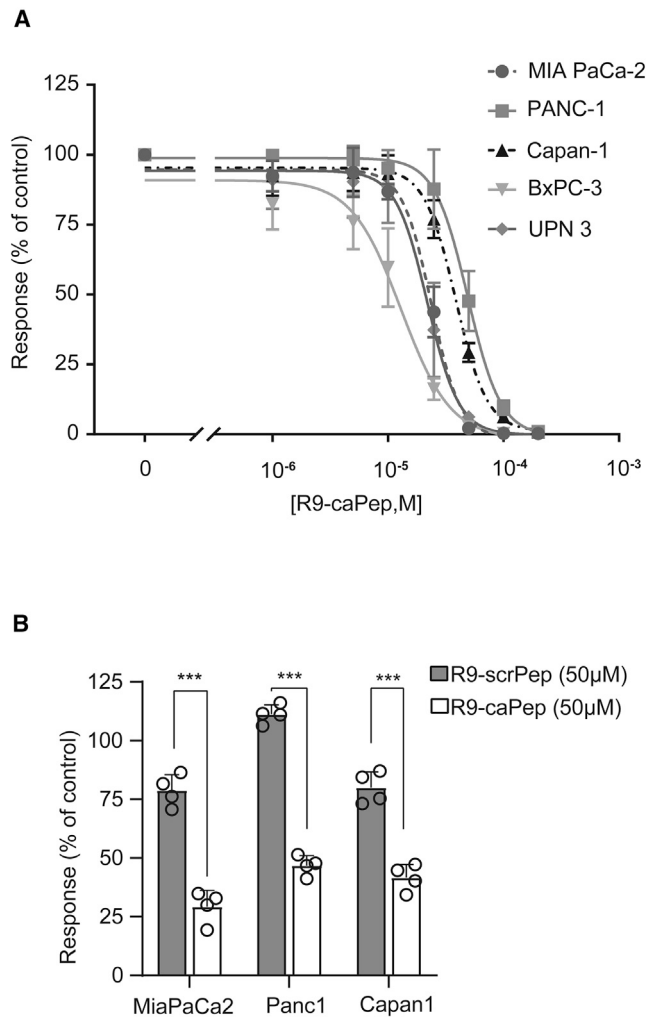 A
MIA PaCa-2
PANC-1
Capan-1
BxPC-3
UPN 3
Response (% of control)
125
100
75
50
25
0
0
10-6
10-5
10-4
10-3
[R9-caPep,M]
B
R9-scrPep (50µM)
R9-caPep (50µM)
***
***
***
Response (% of control)
125
100
75
50
25
0
MiaPaCa2
Panc1
Capan1